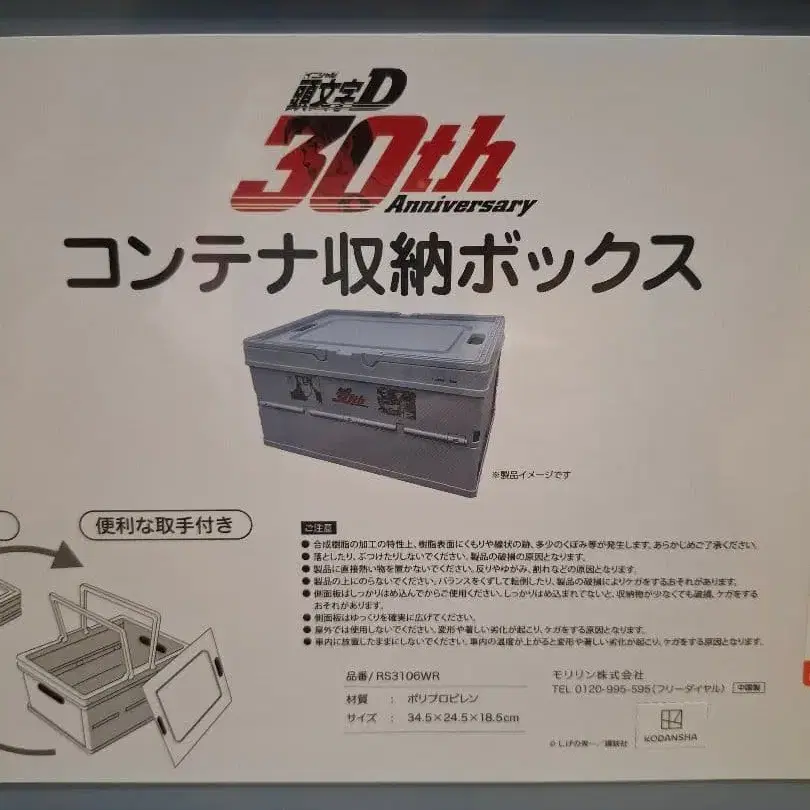 イニシャル
頭文字D
30th
Anniversary
コンテナ収納ボックス
30th
※製品イメージです
便利な取手付き
ご注意
● 合成樹脂の加工の特性上、樹脂表面にくもりや線状の跡、多少のくぼみ等が発生します。あらかじめご了承ください。
● 落としたり、ぶつけたりしないでください。製品の破損の原因となります。
● 製品に直接熱い物を置かないでください。反りやゆがみ、割れなどの原因となります。
● 製品の上にのらないでください。バランスをくずして転倒したり、製品の破損によりケガをするおそれがあります。
● 側面板はしっかりはめ込んでからご使用ください。しっかりはめ込まれてないと、収納物が少なくても破損、ケガをする
おそれがあります。
● 側面板はゆっくりを確実に広げてください。
● 屋外では使用しないでください。変形や著しい劣化が起こり、ケガをする原因となります。
● 車内に放置したままにしないでください。車内の温度が上がると変形や著しい劣化が起こり、ケガをする原因となります。
品番/RS3106WR
材質 : ポリプロピレン
サイズ : 34.5×24.5×18.5cm
モリリン株式会社
TEL 0120-995-595(フリーダイヤル) 中国製
©しげの秀一/講談社
KODANSHA